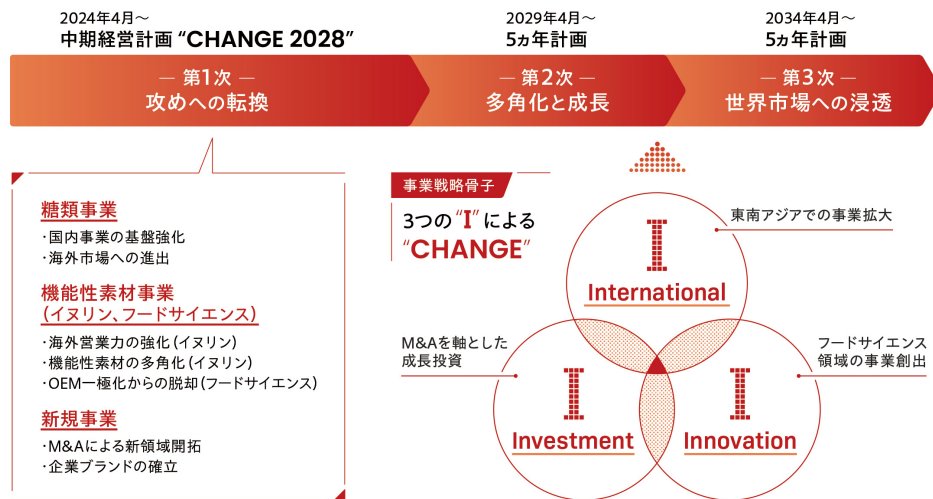 2024年4月～
中期経営計画 “CHANGE 2028”
2029年4月～
5ヵ年計画
2034年4月～
5ヵ年計画
― 第1次 ―
攻めへの転換
― 第2次 ―
多角化と成長
― 第3次 ―
世界市場への浸透
糖類事業
・国内事業の基盤強化
・海外市場への進出
機能性素材事業
（イヌリン、フードサイエンス）
・海外営業力の強化（イヌリン）
・機能性素材の多角化（イヌリン）
・OEM一極化からの脱却（フードサイエンス）
新規事業
・M&Aによる新領域開拓
・企業ブランドの確立
事業戦略骨子
3つの“I”による
“CHANGE”
I
International
東南アジアでの事業拡大
M&Aを軸とした
成長投資
I
Investment
フードサイエンス
領域の事業創出
I
Innovation